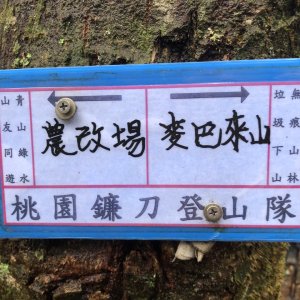 青山綠水
山友同遊
← 農改場
→ 麥巴來山
無痕山林
垃圾下山
桃園鐮刀登山隊